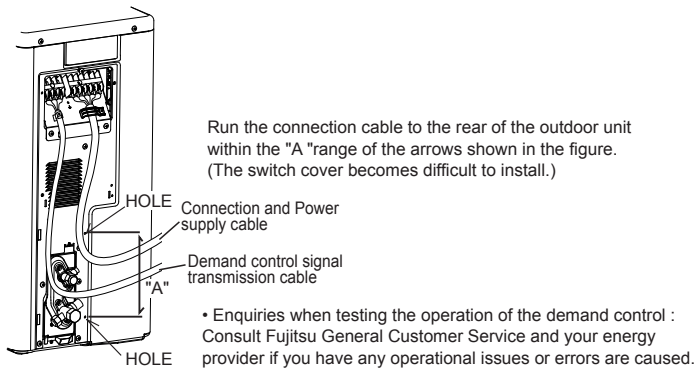 Run the connection cable to the rear of the outdoor unit
within the "A "range of the arrows shown in the figure.
(The switch cover becomes difficult to install.)
HOLE
Connection and Power
supply cable
Demand control signal
transmission cable
"A"
HOLE
• Enquiries when testing the operation of the demand control :
Consult Fujitsu General Customer Service and your energy
provider if you have any operational issues or errors are caused.